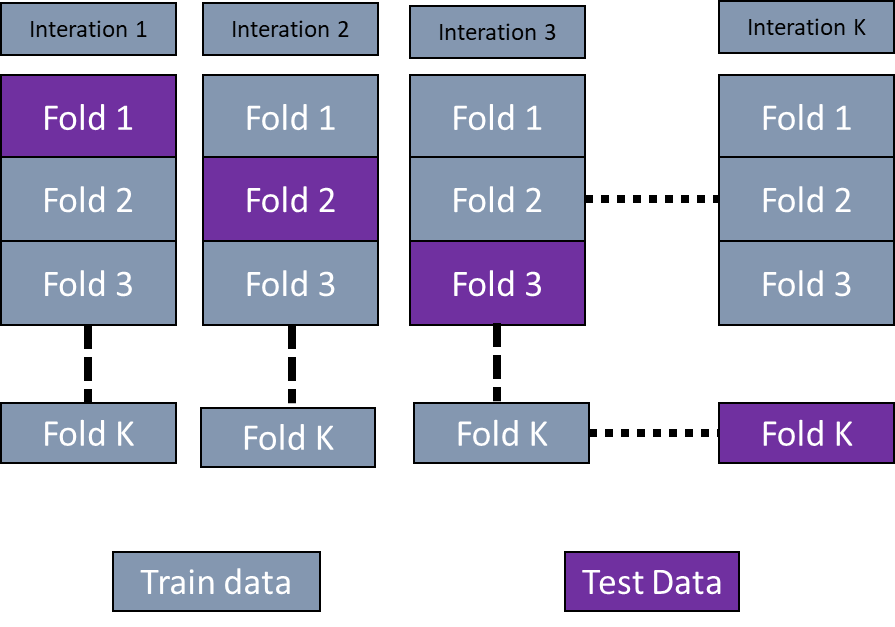 Interation 1
Interation 2
Interation 3
Interation K
Fold 1
Fold 1
Fold 1
Fold 1
Fold 2
Fold 2
Fold 2
Fold 2
Fold 3
Fold 3
Fold 3
Fold 3
Fold K
Fold K
Fold K
Fold K
Train data
Test Data